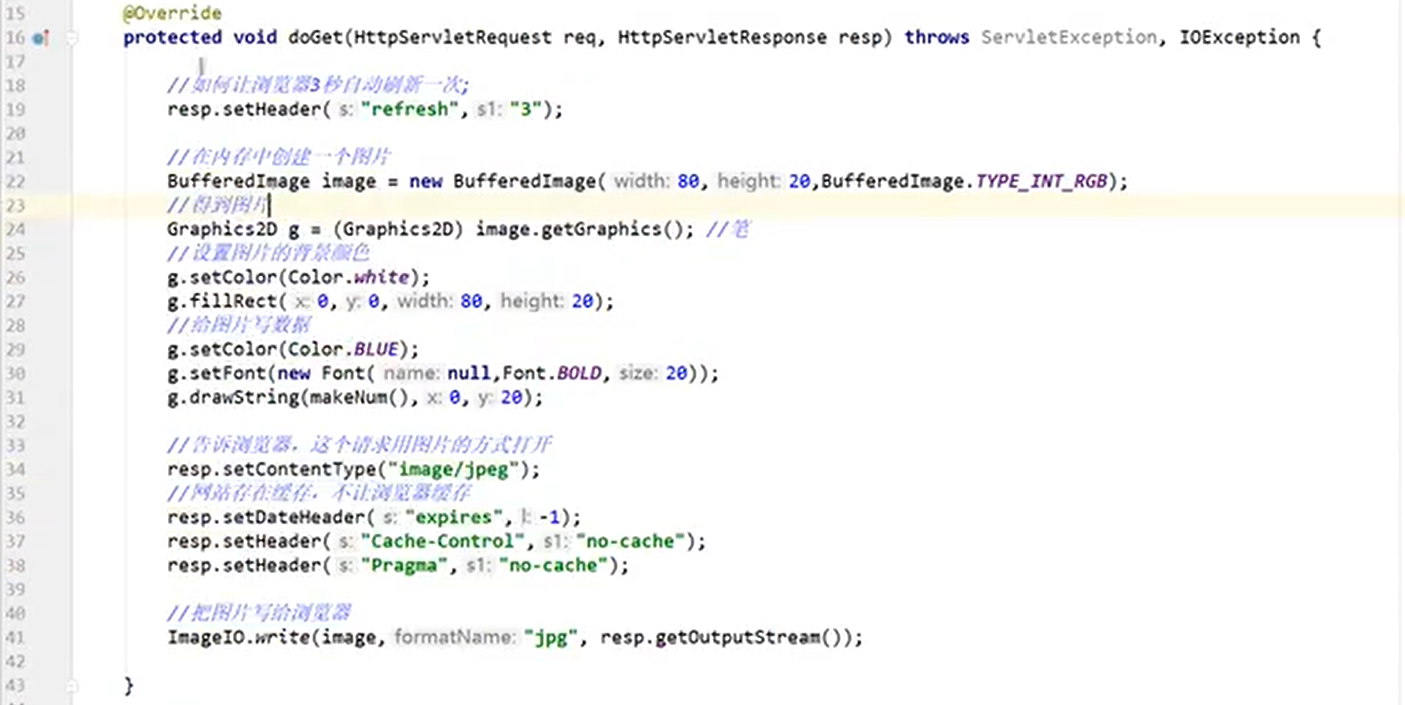 15 @Override
16 protected void doGet(HttpServletRequest req, HttpServletResponse resp) throws ServletException, IOException {
17
18 //如何让浏览器3秒自动刷新一次;
19 resp.setHeader( s: "refresh", s1: "3");
20
21 //在内存中创建一个图片
22 BufferedImage image = new BufferedImage( width: 80, height: 20,BufferedImage.TYPE_INT_RGB);
23 //得到图片
24 Graphics2D g = (Graphics2D) image.getGraphics(); //笔
25 //设置图片的背景颜色
26 g.setColor(Color.white);
27 g.fillRect( x: 0, y: 0, width: 80, height: 20);
28 //给图片写数据
29 g.setColor(Color.BLUE);
30 g.setFont(new Font( name: null,Font.BOLD, size: 20));
31 g.drawString(makeNum(), x: 0, y: 20);
32
33 //告诉浏览器，这个请求用图片的方式打开
34 resp.setContentType("image/jpeg");
35 //网站存在缓存，不让浏览器缓存
36 resp.setDateHeader( s: "expires", l: -1);
37 resp.setHeader( s: "Cache-Control", s1: "no-cache");
38 resp.setHeader( s: "Pragma", s1: "no-cache");
39
40 //把图片写给浏览器
41 ImageIO.write(image, formatName: "jpg", resp.getOutputStream());
42
43 }